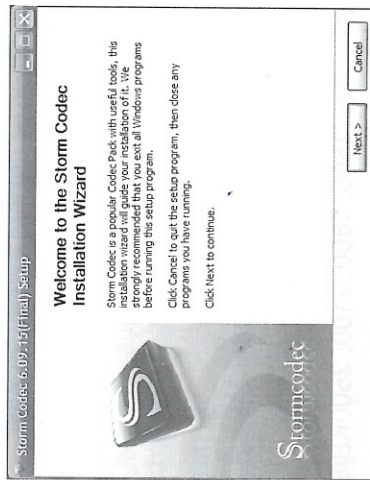 Storm Codec 6.09.15(Final) Setup
Welcome to the Storm Codec
Installation Wizard
Storm Codec is a popular Codec Pack with useful tools, this
installation wizard will guide your installation of it. We
strongly recommended that you exit all Windows programs
before running this setup program.
Click Cancel to quit the setup program, then close any
programs you have running.
Click Next to continue.
Stormcodec
Next >
Cancel